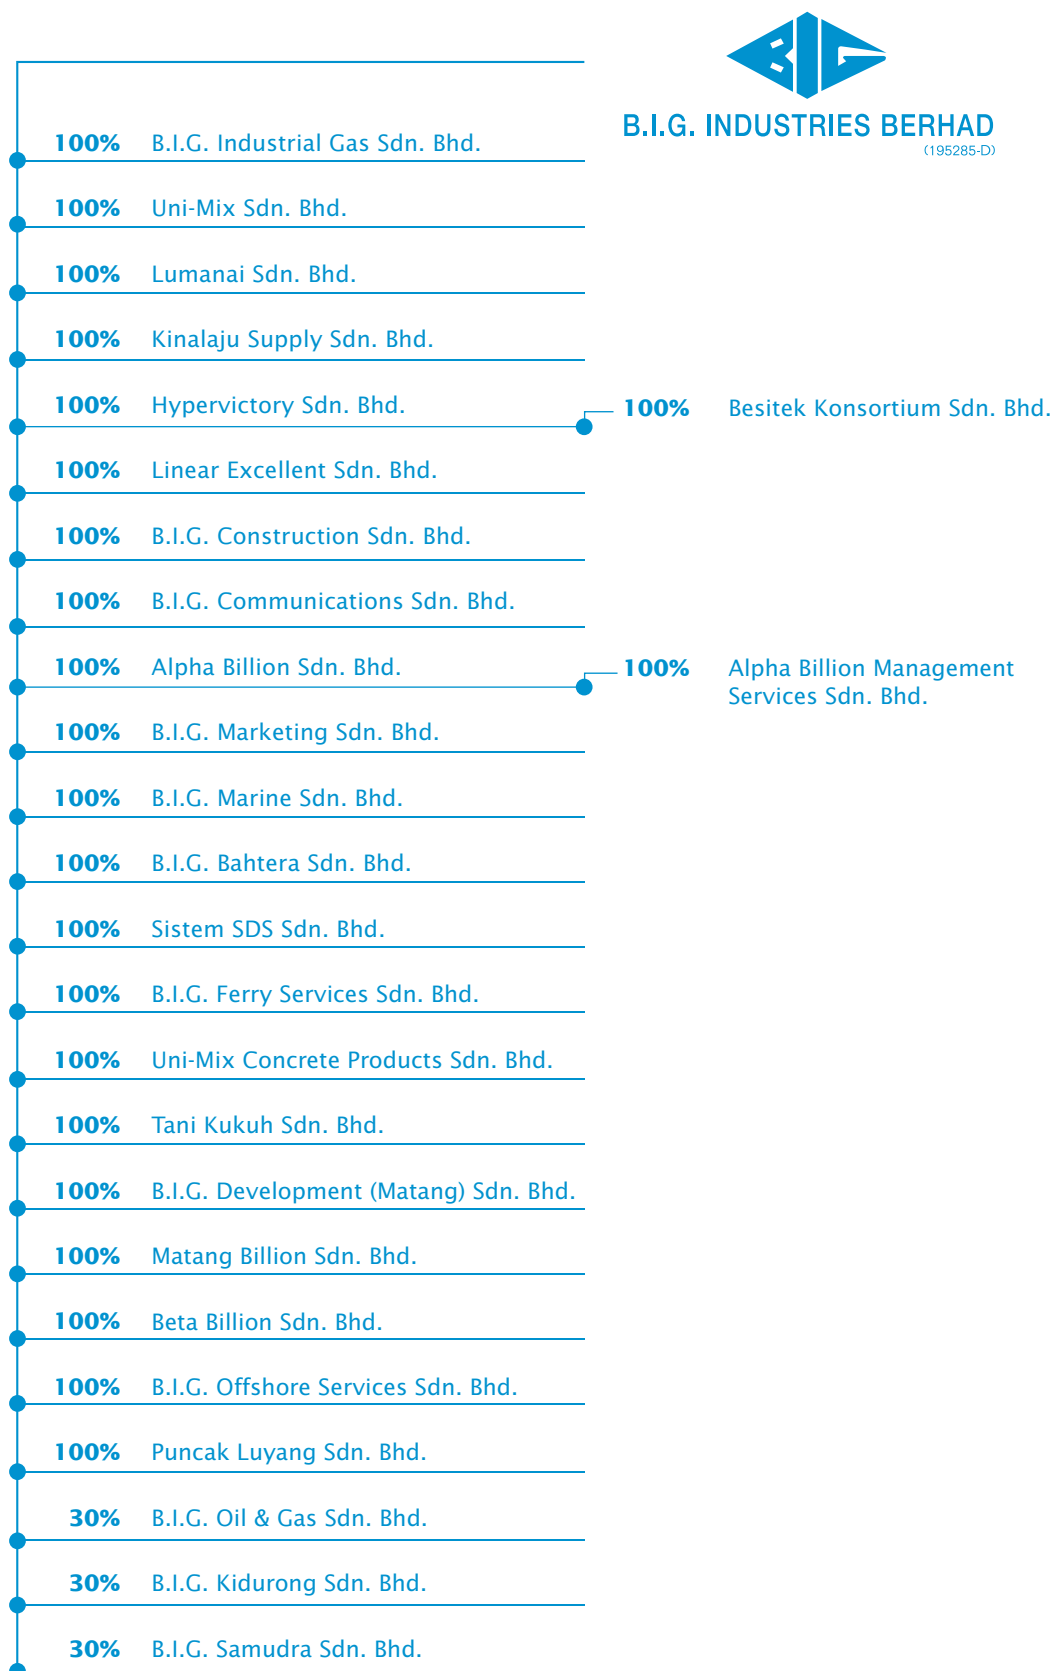 BIG
B.I.G. INDUSTRIES BERHAD
(195285-D)
100% B.I.G. Industrial Gas Sdn. Bhd.
100% Uni-Mix Sdn. Bhd.
100% Lumanai Sdn. Bhd.
100% Kinalaju Supply Sdn. Bhd.
100% Hypervictory Sdn. Bhd.
100% Besitek Konsortium Sdn. Bhd.
100% Linear Excellent Sdn. Bhd.
100% B.I.G. Construction Sdn. Bhd.
100% B.I.G. Communications Sdn. Bhd.
100% Alpha Billion Sdn. Bhd.
100% Alpha Billion Management
Services Sdn. Bhd.
100% B.I.G. Marketing Sdn. Bhd.
100% B.I.G. Marine Sdn. Bhd.
100% B.I.G. Bahtera Sdn. Bhd.
100% Sistem SDS Sdn. Bhd.
100% B.I.G. Ferry Services Sdn. Bhd.
100% Uni-Mix Concrete Products Sdn. Bhd.
100% Tani Kukuh Sdn. Bhd.
100% B.I.G. Development (Matang) Sdn. Bhd.
100% Matang Billion Sdn. Bhd.
100% Beta Billion Sdn. Bhd.
100% B.I.G. Offshore Services Sdn. Bhd.
100% Puncak Luyang Sdn. Bhd.
30% B.I.G. Oil & Gas Sdn. Bhd.
30% B.I.G. Kidurong Sdn. Bhd.
30% B.I.G. Samudra Sdn. Bhd.